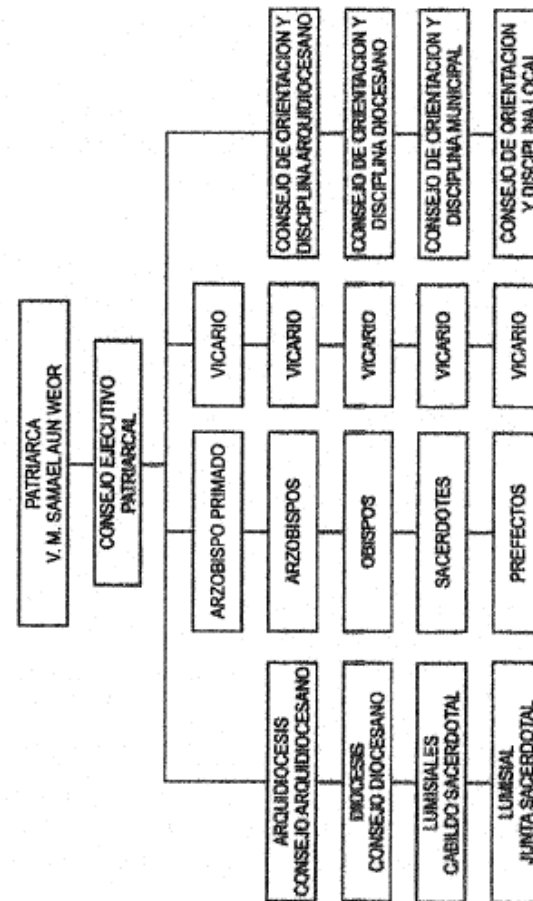 PATRIARCA
V. M. SAMAEL AUN WEOR
CONSEJO EJECUTIVO
PATRIARCAL
ARZOBISPO PRIMADO
VICARIO
ARQUIDIOCESIS
CONSEJO ARQUIDIOCESANO
ARZOBISPOS
VICARIO
CONSEJO DE ORIENTACION Y
DISCIPLINA ARQUIDIOCESANO
DIOCESIS
CONSEJO DIOCESANO
OBISPOS
VICARIO
CONSEJO DE ORIENTACION Y
DISCIPLINA DIOCESANO
LUMISIALES
CABILDO SACERDOTAL
SACERDOTES
VICARIO
CONSEJO DE ORIENTACION Y
DISCIPLINA MUNICIPAL
LUMISIAL
JUNTA SACERDOTAL
PREFECTOS
VICARIO
CONSEJO DE ORIENTACION
Y DISCIPLINA LOCAL